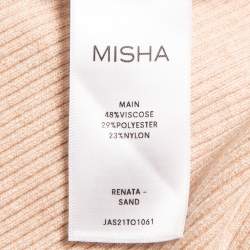 MISHA
MAIN
48%VISCOSE
29%POLYESTER
23%NYLON
RENATA -
SAND
JAS21TO1061